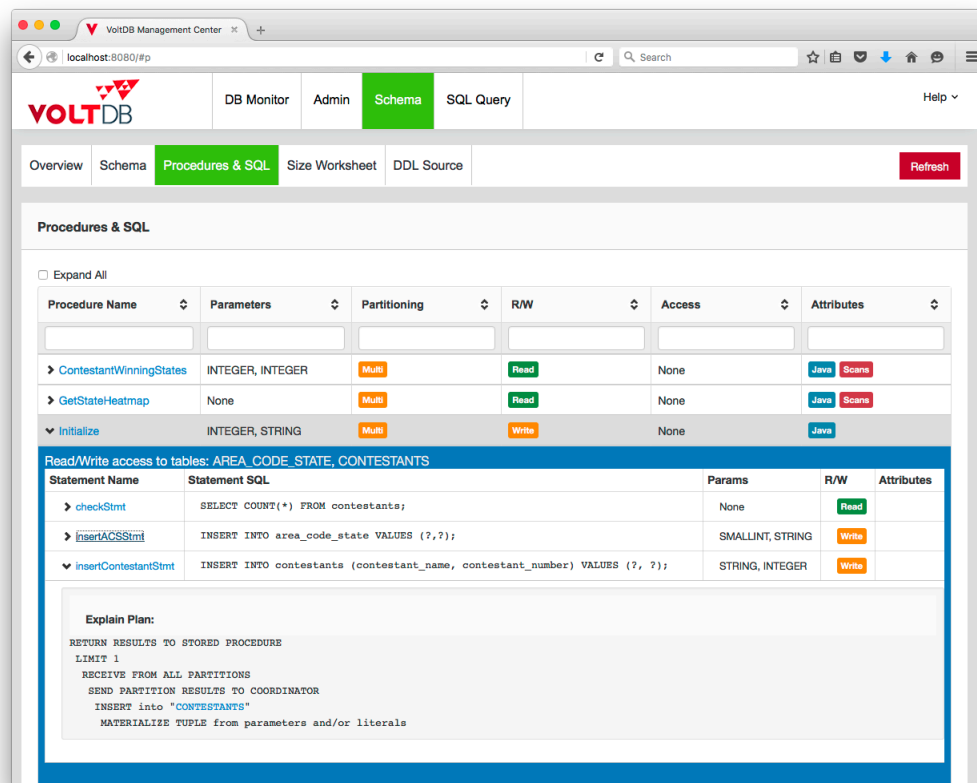 VoltDB Management Center
localhost:8080/#p
Search
VOLTDB
DB Monitor
Admin
Schema
SQL Query
Help
Overview
Schema
Procedures & SQL
Size Worksheet
DDL Source
Refresh
Procedures & SQL
Expand All
Procedure Name Parameters Partitioning R/W Access Attributes
ContestantWinningStates INTEGER, INTEGER Multi Read None Java Scans
GetStateHeatmap None Multi Read None Java Scans
Initialize INTEGER, STRING Multi Write None Java
Read/Write access to tables: AREA_CODE_STATE, CONTESTANTS
Statement Name Statement SQL Params R/W Attributes
checkStmt SELECT COUNT(*) FROM contestants; None Read
insertACSStmt INSERT INTO area_code_state VALUES (?,?); SMALLINT, STRING Write
insertContestantStmt INSERT INTO contestants (contestant_name, contestant_number) VALUES (?, ?); STRING, INTEGER Write
Explain Plan:
RETURN RESULTS TO STORED PROCEDURE
LIMIT 1
RECEIVE FROM ALL PARTITIONS
SEND PARTITION RESULTS TO COORDINATOR
INSERT into "CONTESTANTS"
MATERIALIZE TUPLE from parameters and/or literals